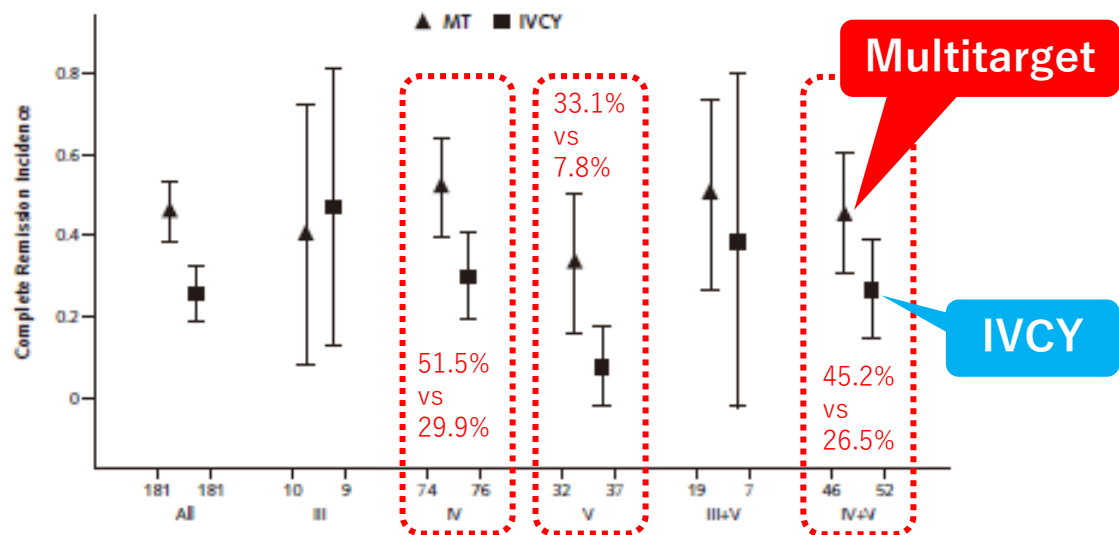 ▲ MT ■ IVCY
Multitarget
Complete Remission Incidence
0.8
0.6
0.4
0.2
0
33.1%
vs
7.8%
51.5%
vs
29.9%
45.2%
vs
26.5%
IVCY
181 181 10 9 74 76 32 37 19 7 46 52
All III IV V III+V IV+V